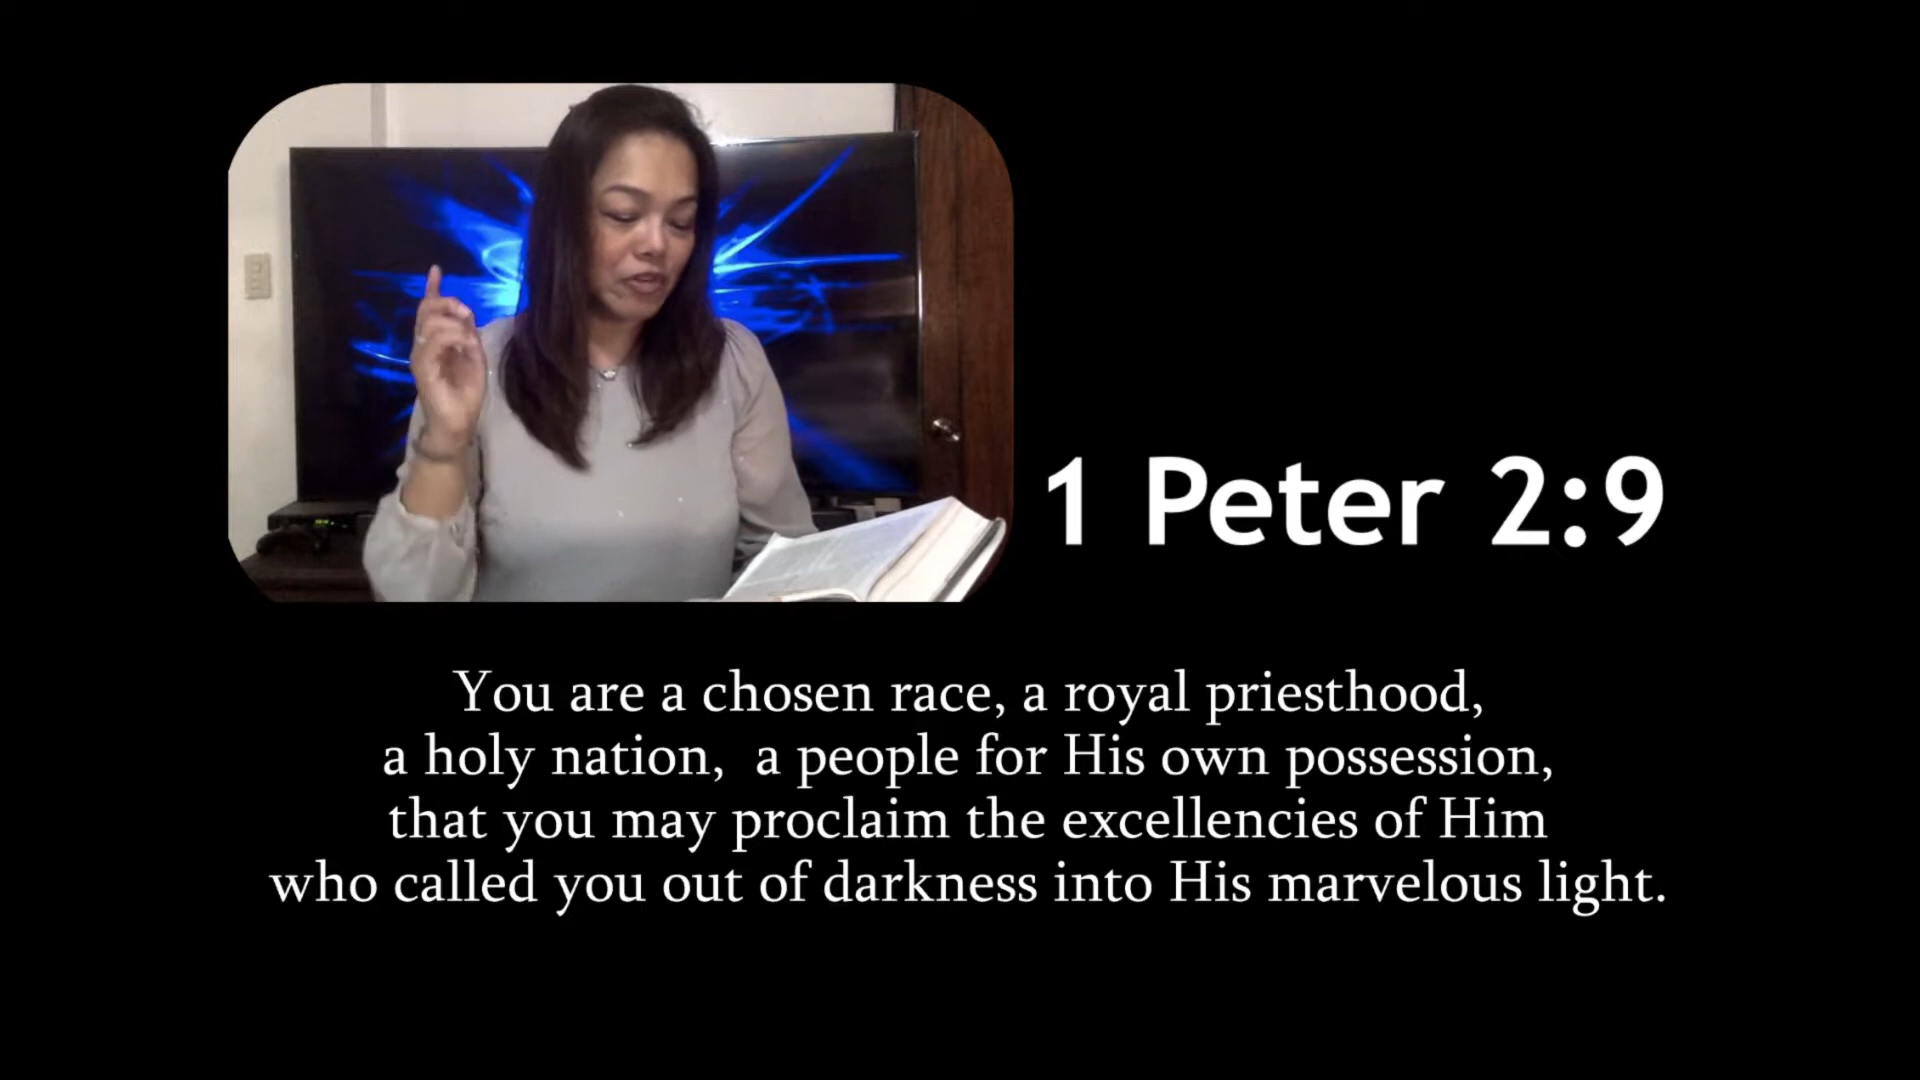 1 Peter 2:9
You are a chosen race, a royal priesthood,
a holy nation,  a people for His own possession,
that you may proclaim the excellencies of Him
who called you out of darkness into His marvelous light.